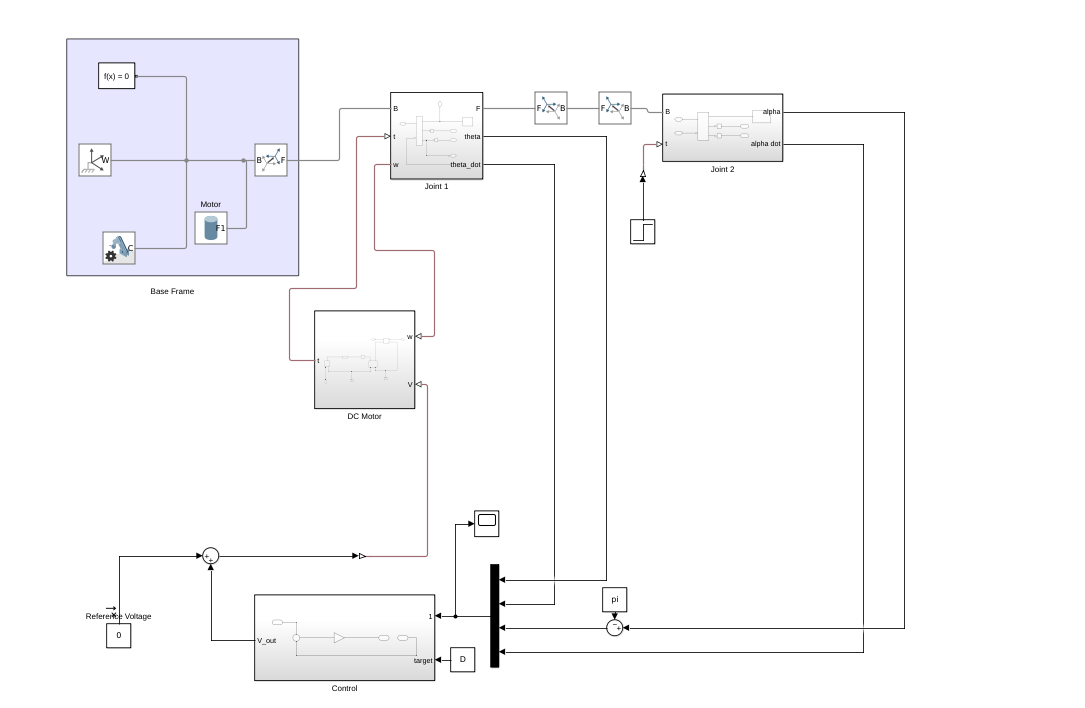 f(x) = 0
W
B
F
Motor
F1
C
Base Frame
B
F
t
theta
w
theta_dot
Joint 1
F
B
F
B
B
alpha
t
alpha dot
Joint 2
w
t
V
DC Motor
Reference Voltage
0
1
V_out
target
Control
D
pi